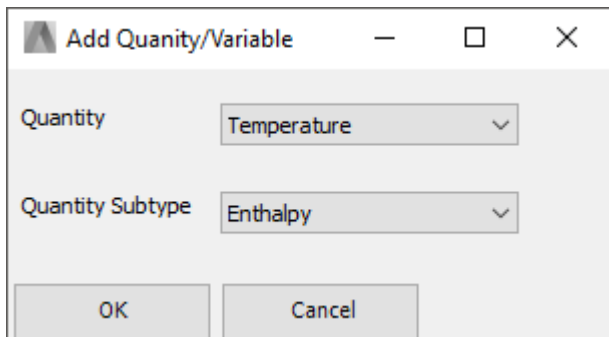 Add Quanity/Variable
Quantity Temperature
Quantity Subtype Enthalpy
OK Cancel